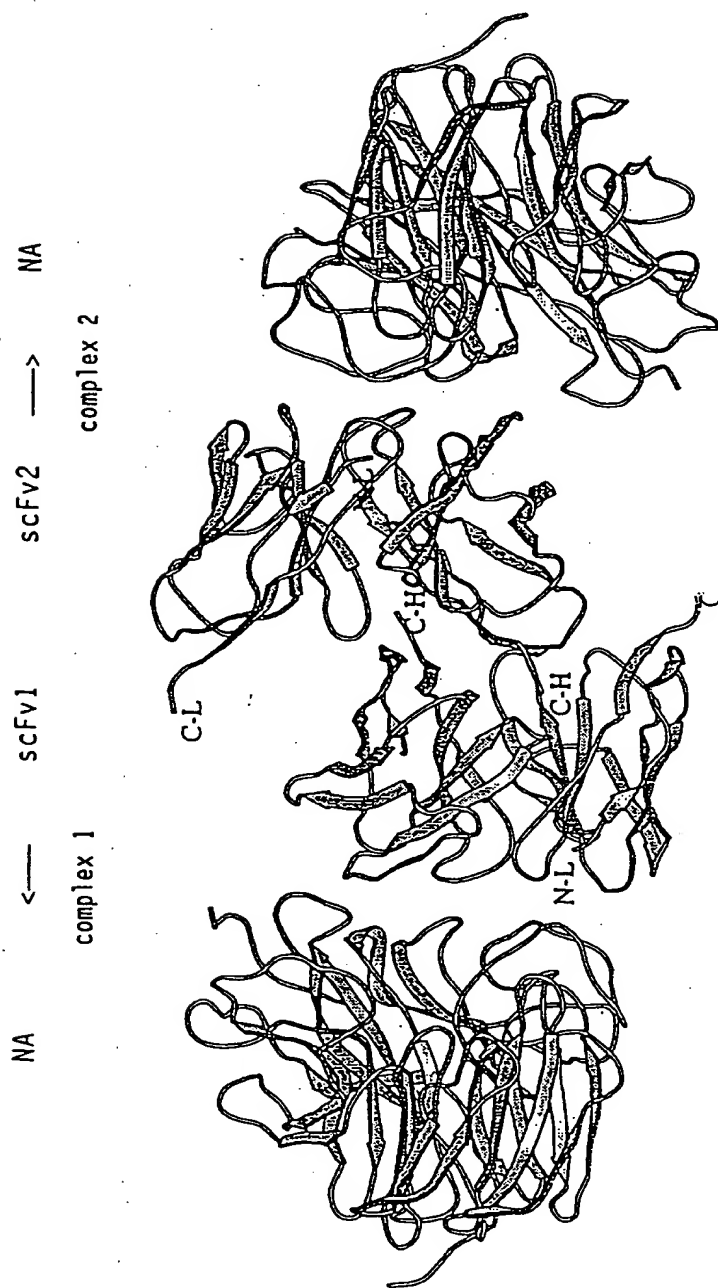 NA <—— scFv1 scFv2 ——> NA
complex 1 complex 2
C-L
C-H
C-H
N-L